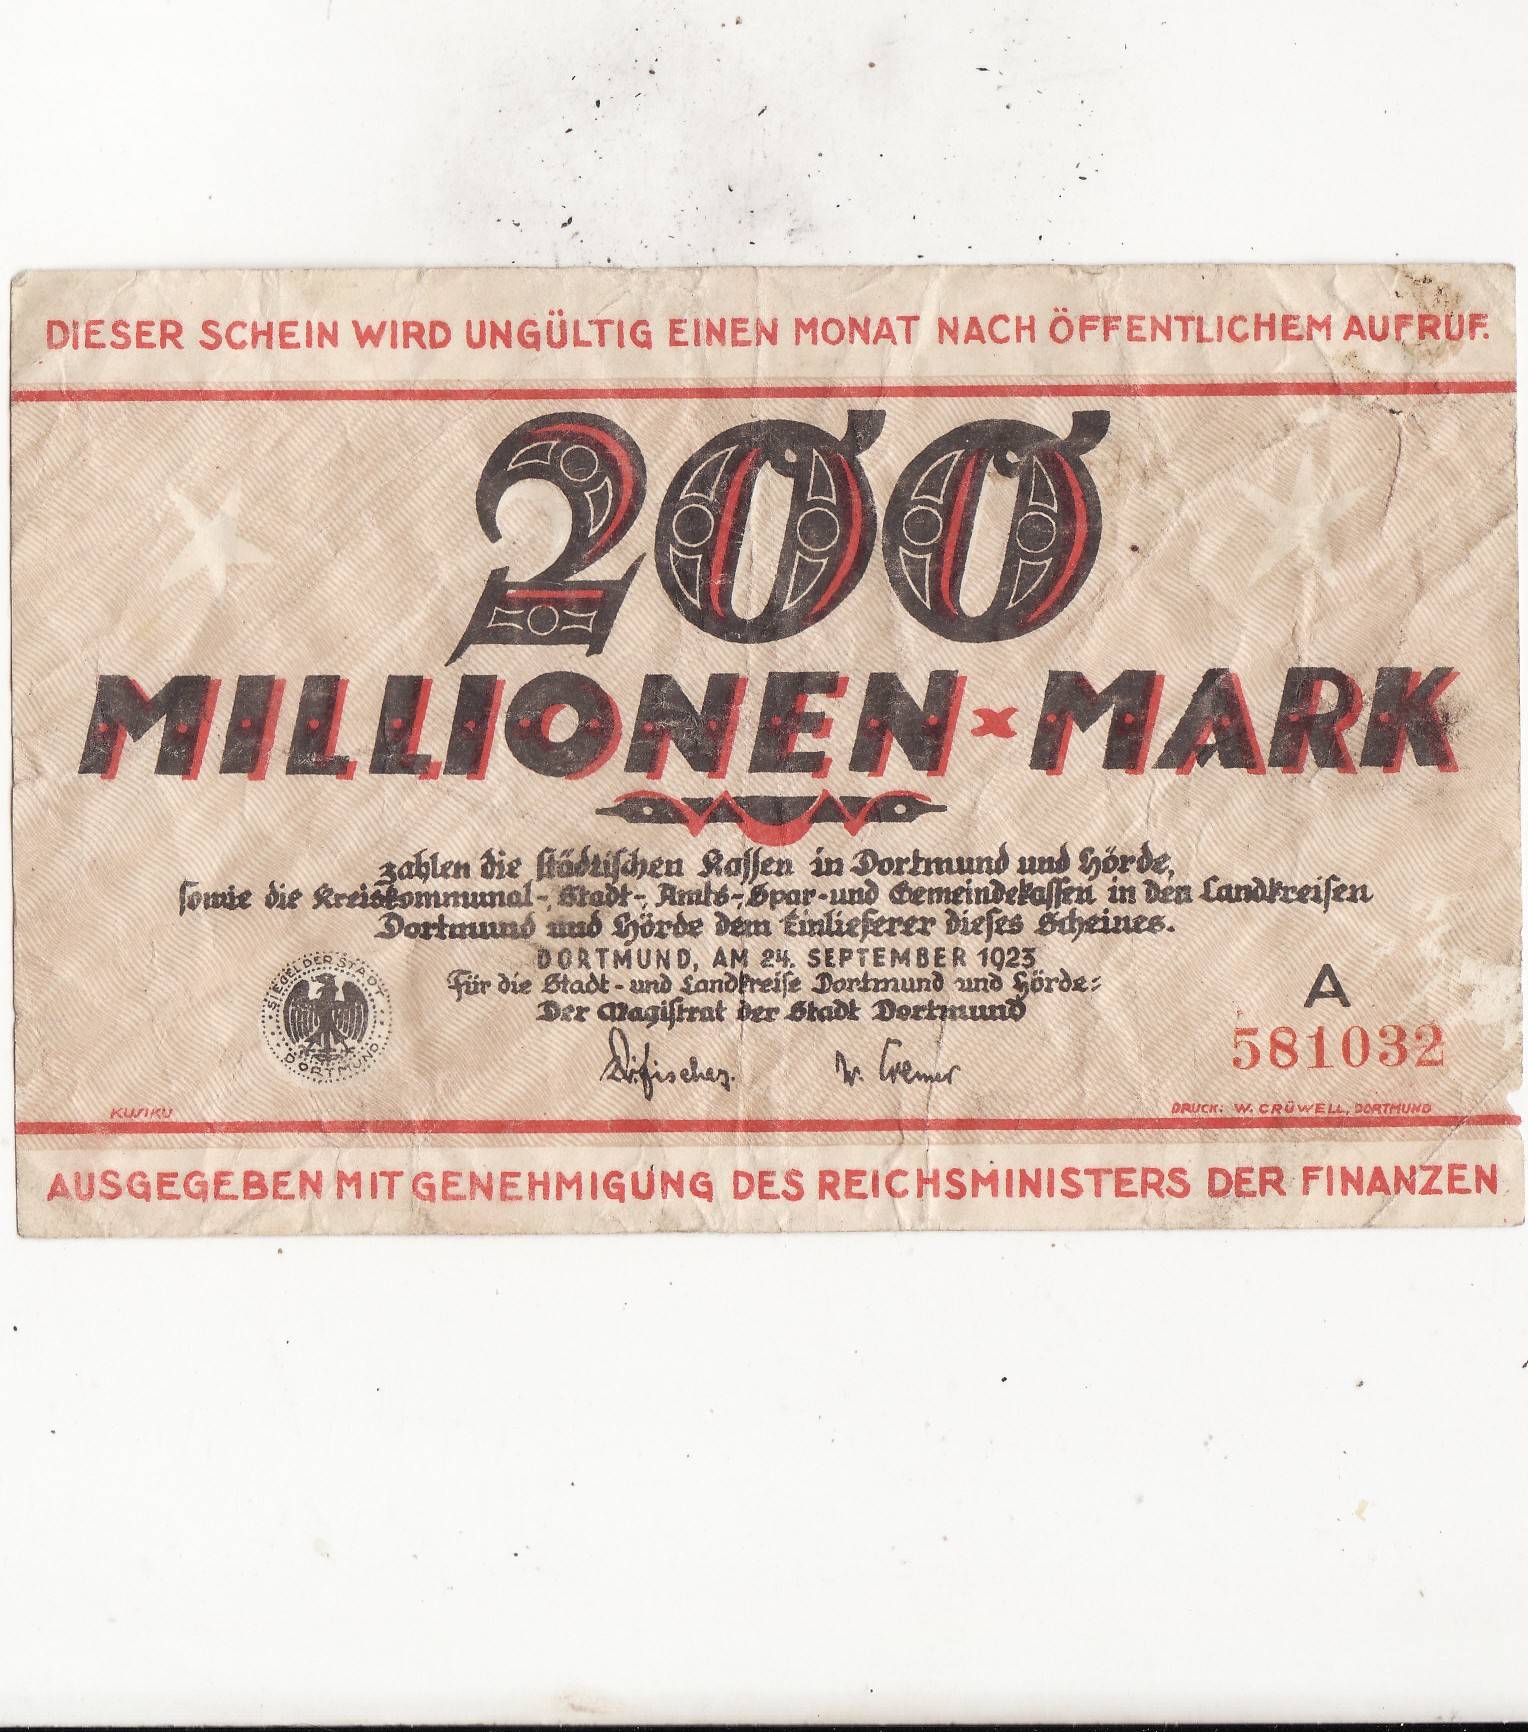 DIESER SCHEIN WIRD UNGÜLTIG EINEN MONAT NACH ÖFFENTLICHEM AUFRUF.
200
MILLIONEN x MARK
zahlen die städtischen Kassen in Dortmund und Hörde,
sowie die Kreiskommunal-, Stadt-, Amts-, Spar- und Gemeindekassen in den Landkreisen
Dortmund und Hörde dem Einlieferer dieses Scheines.
DORTMUND, AM 24. SEPTEMBER 1923
Für die Stadt- und Landkreise Dortmund und Hörde:
Der Magistrat der Stadt Dortmund
SIEGEL DER STADT DORTMUND
Dr. Fischer. W. Cremer
A
581032
KUSIKU
DRUCK: W. CRÜWELL, DORTMUND
AUSGEGEBEN MIT GENEHMIGUNG DES REICHSMINISTERS DER FINANZEN